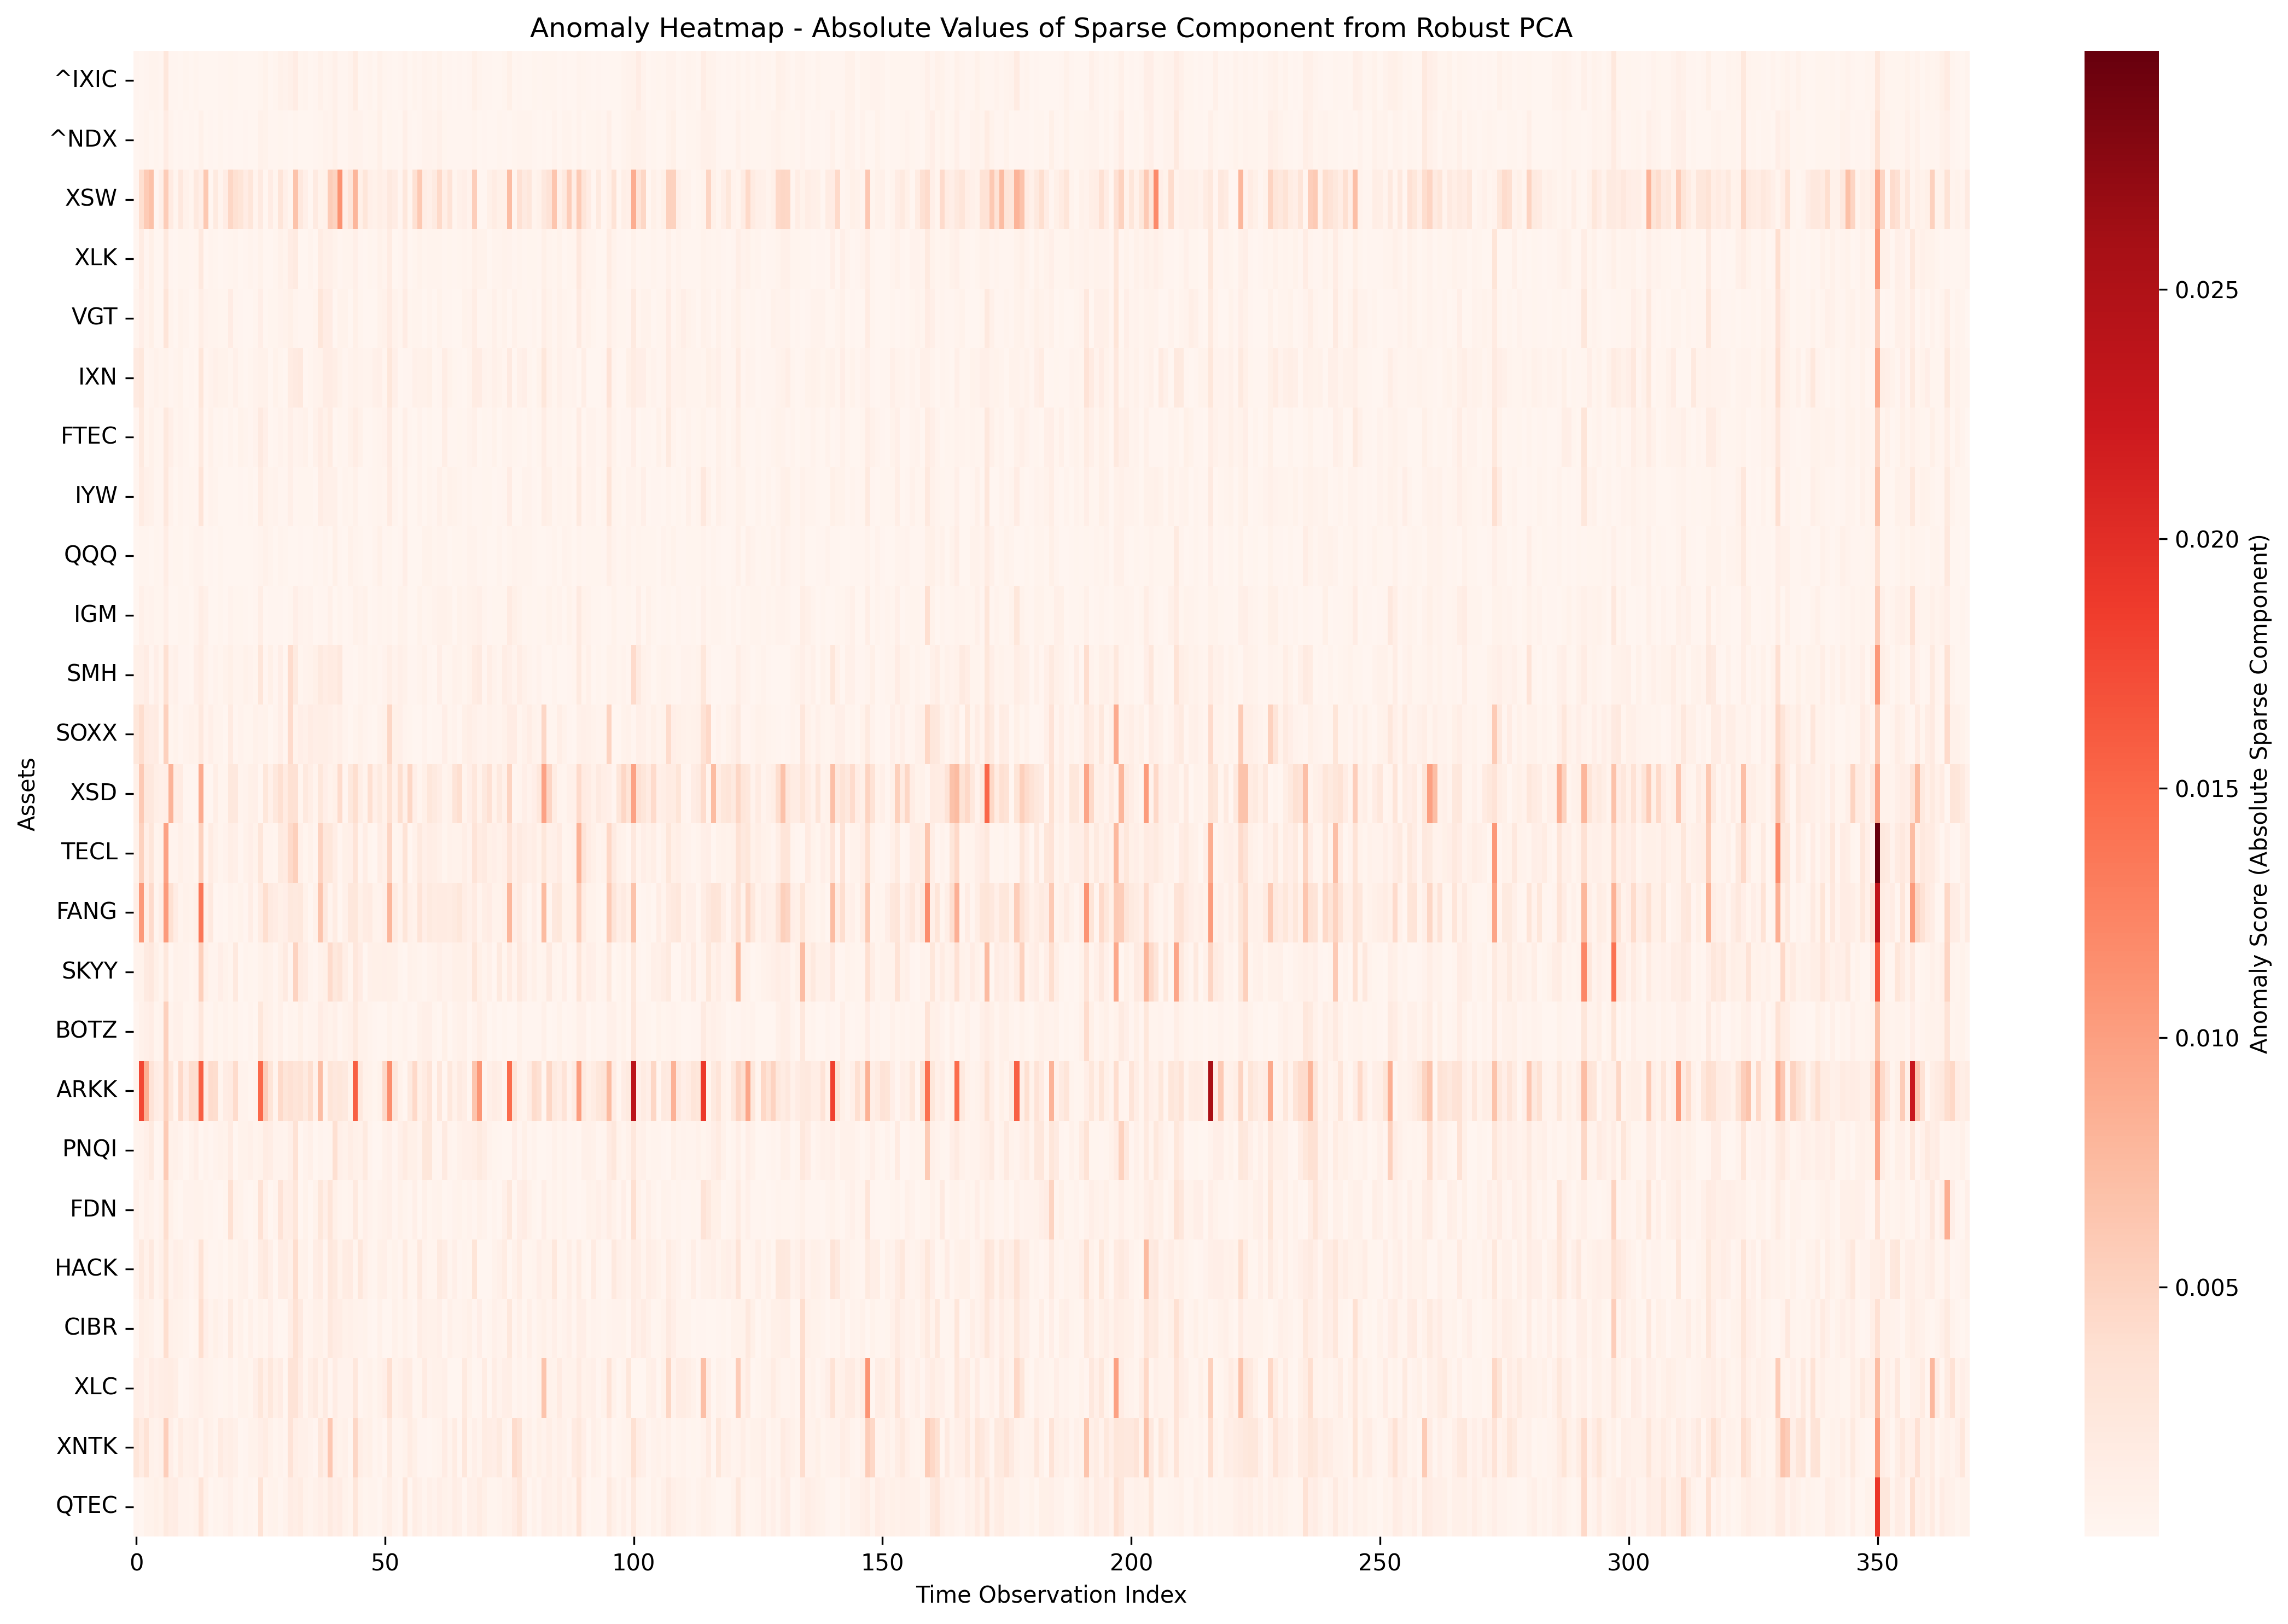 Anomaly Heatmap - Absolute Values of Sparse Component from Robust PCA
Assets
^IXIC
^NDX
XSW
XLK
VGT
IXN
FTEC
IYW
QQQ
IGM
SMH
SOXX
XSD
TECL
FANG
SKYY
BOTZ
ARKK
PNQI
FDN
HACK
CIBR
XLC
XNTK
QTEC
0 50 100 150 200 250 300 350
Time Observation Index
0.025
0.020
0.015
0.010
0.005
Anomaly Score (Absolute Sparse Component)